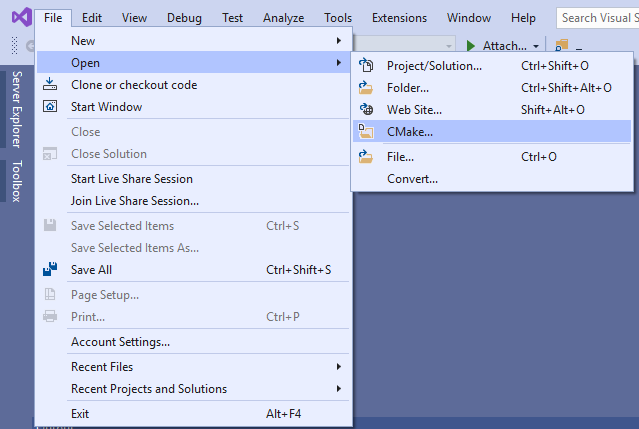 File Edit View Debug Test Analyze Tools Extensions Window Help Search Visual
Attach...
Server Explorer
Toolbox
New
Open
Clone or checkout code
Start Window
Close
Close Solution
Start Live Share Session
Join Live Share Session...
Save Selected Items Ctrl+S
Save Selected Items As...
Save All Ctrl+Shift+S
Page Setup...
Print... Ctrl+P
Account Settings...
Recent Files
Recent Projects and Solutions
Exit Alt+F4
Project/Solution... Ctrl+Shift+O
Folder... Ctrl+Shift+Alt+O
Web Site... Shift+Alt+O
CMake...
File... Ctrl+O
Convert...